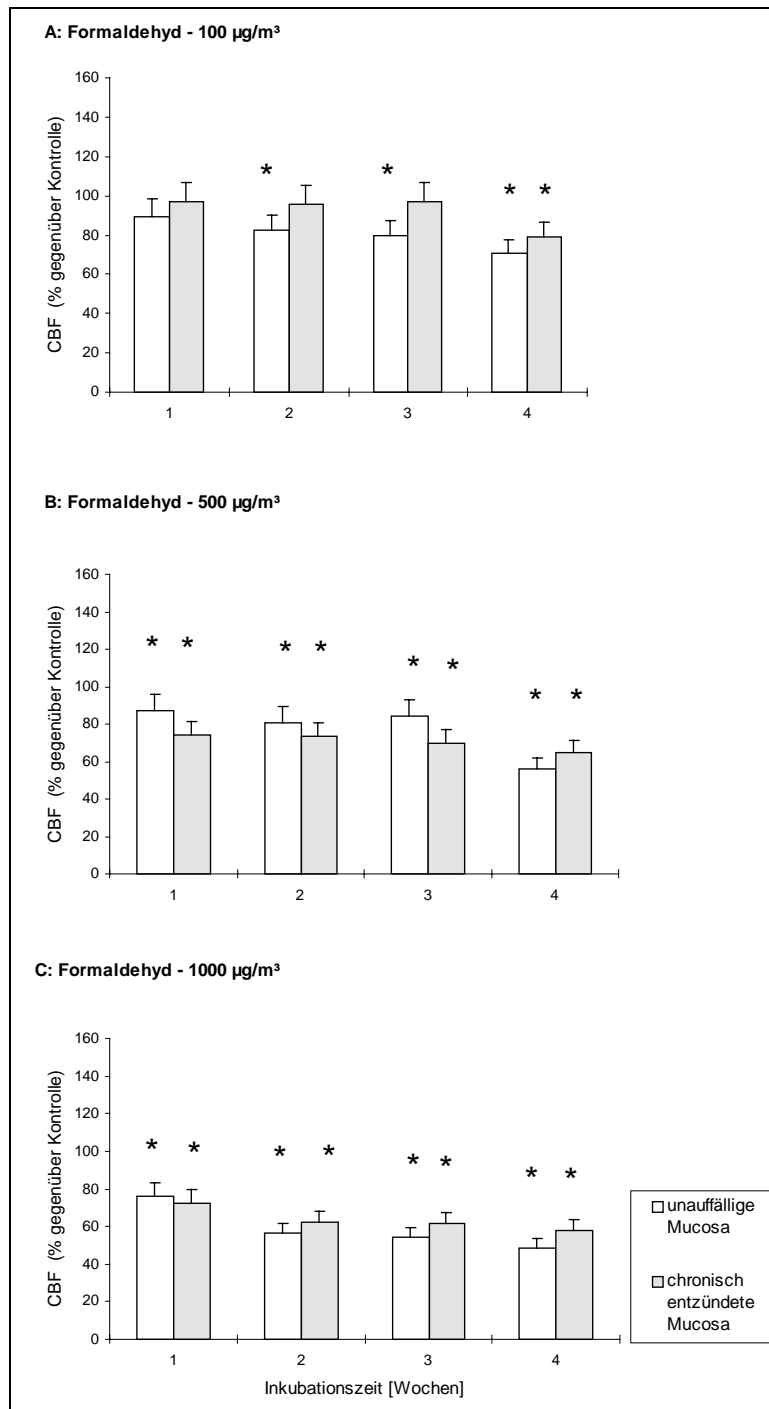 A: Formaldehyd - 100 µg/m³
160
140
120
100
80
60
40
20
0
CBF (% gegenüber Kontrolle)
* * * *
1 2 3 4
B: Formaldehyd - 500 µg/m³
160
140
120
100
80
60
40
20
0
CBF (% gegenüber Kontrolle)
* * * * * * * *
1 2 3 4
C: Formaldehyd - 1000 µg/m³
160
140
120
100
80
60
40
20
0
CBF (% gegenüber Kontrolle)
* * * * * * * *
1 2 3 4
Inkubationszeit [Wochen]
unauffällige
Mucosa
chronisch
entzündete
Mucosa